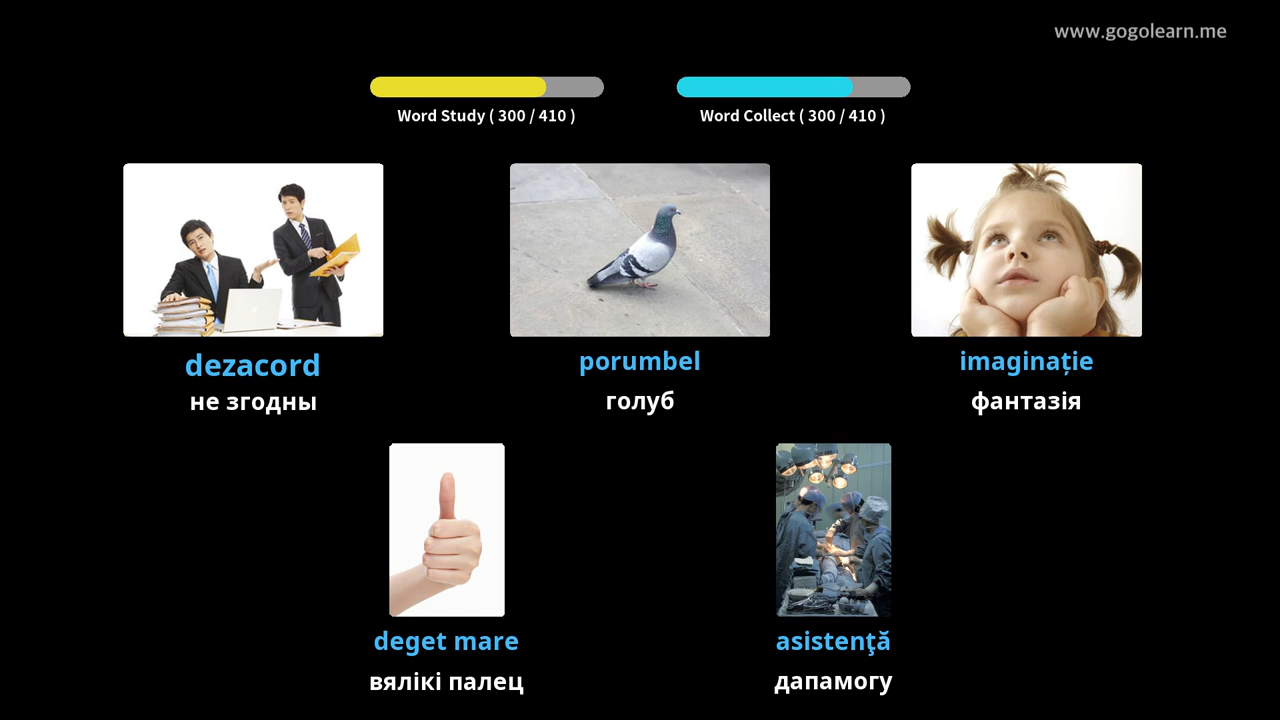 www.gogolearn.me
Word Study ( 300 / 410 )
Word Collect ( 300 / 410 )
dezacord
не згодны
porumbel
голуб
imaginație
фантазія
deget mare
вялікі палец
asistenţă
дапамогу